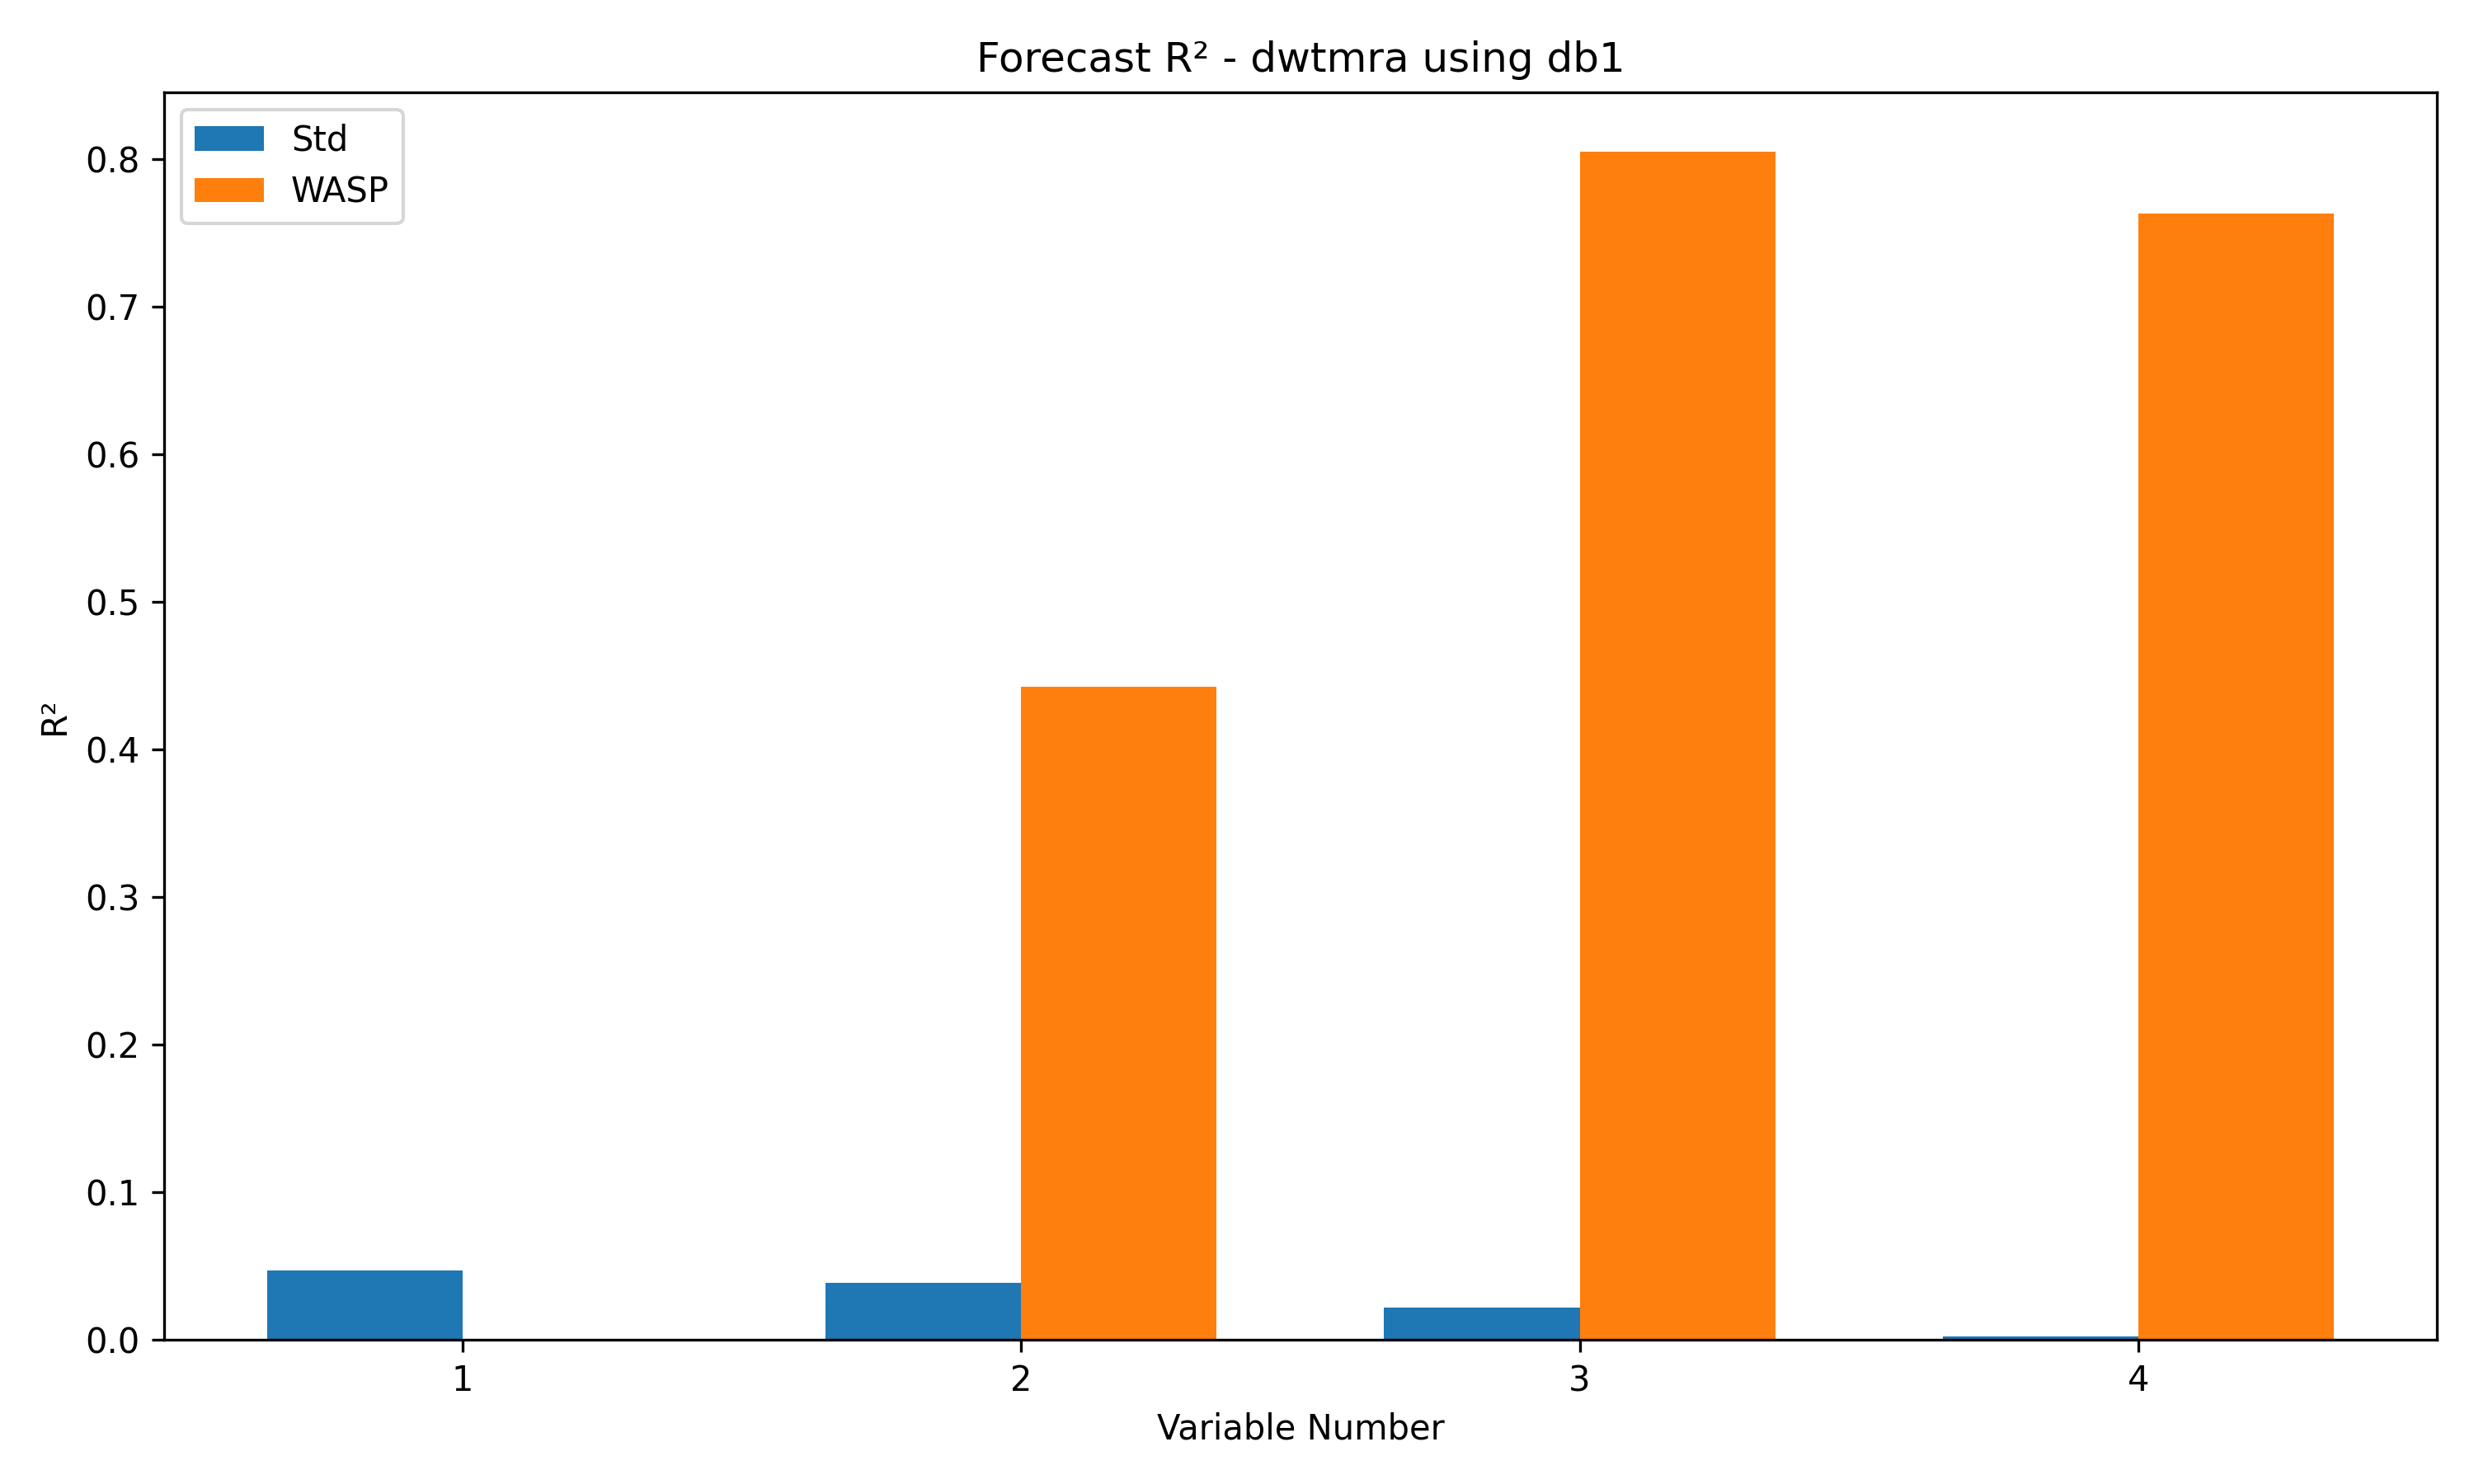 Forecast R² - dwtmra using db1
Std
WASP
0.8
0.7
0.6
0.5
0.4
0.3
0.2
0.1
0.0
R²
1 2 3 4
Variable Number